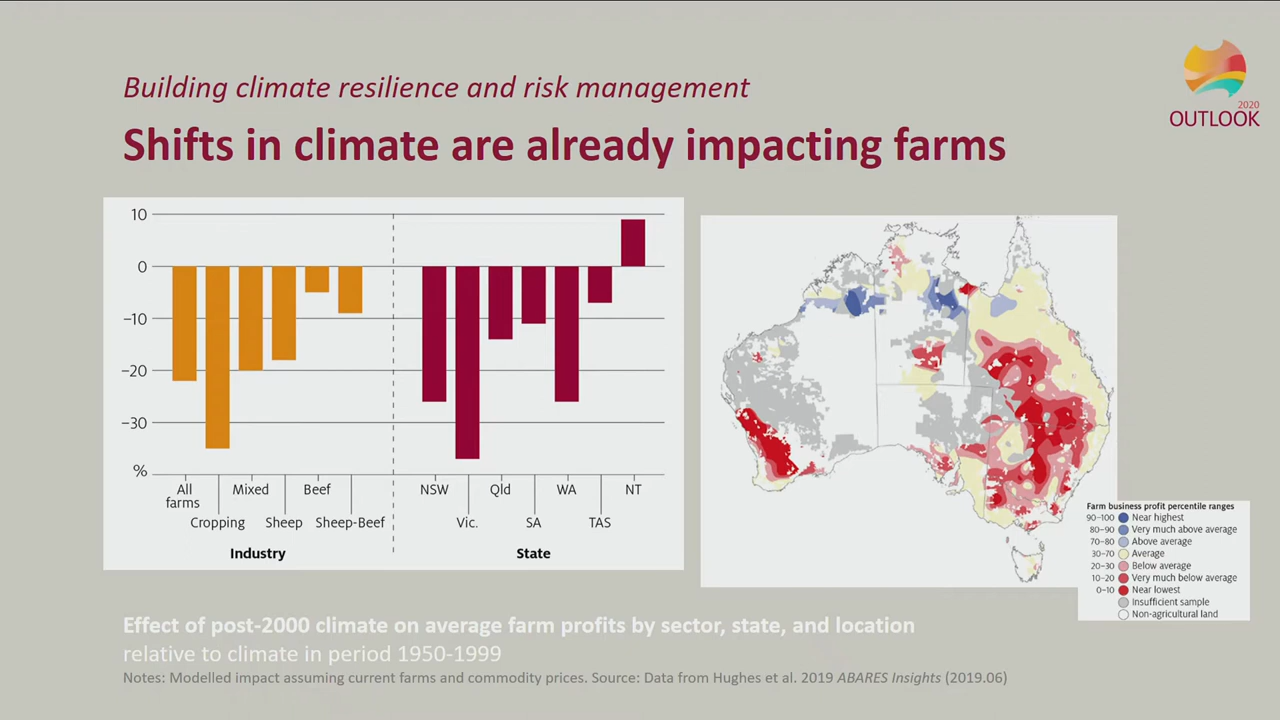 Building climate resilience and risk management
2020
OUTLOOK
Shifts in climate are already impacting farms
10
0
−10
−20
−30
%
All farms
Cropping
Mixed
Sheep
Beef
Sheep-Beef
NSW
Vic.
Qld
SA
WA
TAS
NT
Industry
State
Farm business profit percentile ranges
90–100 Near highest
80–90 Very much above average
70–80 Above average
30–70 Average
20–30 Below average
10–20 Very much below average
0–10 Near lowest
Insufficient sample
Non-agricultural land
Effect of post-2000 climate on average farm profits by sector, state, and location
relative to climate in period 1950-1999
Notes: Modelled impact assuming current farms and commodity prices. Source: Data from Hughes et al. 2019 ABARES Insights (2019.06)